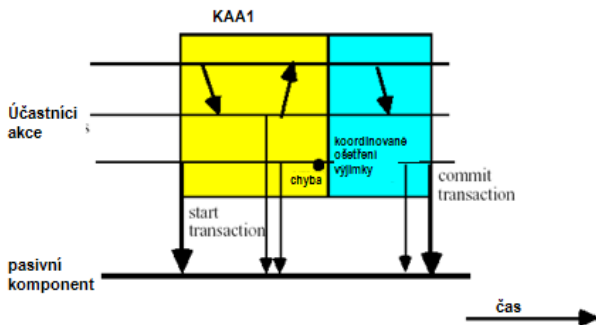 KAA1
Účastníci
akce
s
koordinované
ošetření
výjimky
chyba
commit
transaction
start
transaction
pasivní
komponent
čas